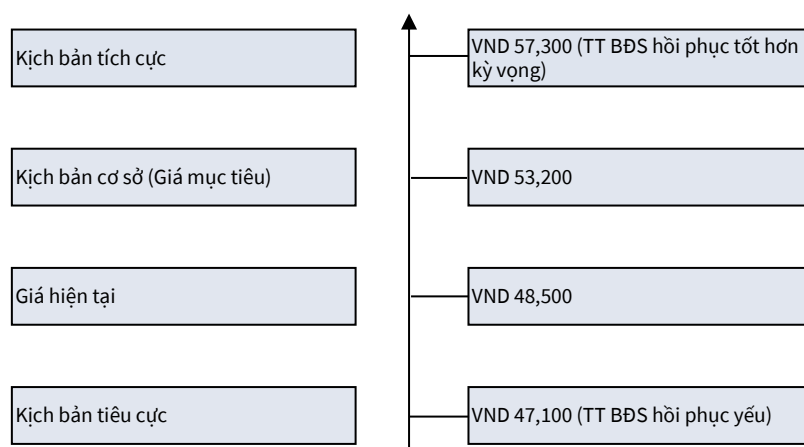 Kịch bản tích cực
VND 57,300 (TT BĐS hồi phục tốt hơn
kỳ vọng)
Kịch bản cơ sở (Giá mục tiêu)
VND 53,200
Giá hiện tại
VND 48,500
Kịch bản tiêu cực
VND 47,100 (TT BĐS hồi phục yếu)